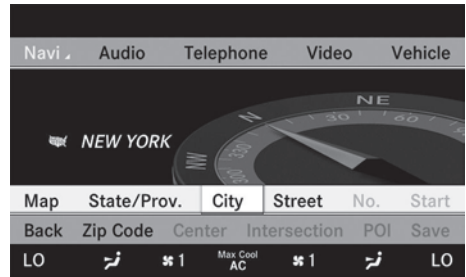 Navi Audio Telephone Video Vehicle
NE
N 30 60
NEW YORK
NW 330
Map State/Prov. City Street No. Start
Back Zip Code Center Intersection POI Save
LO 1 Max Cool AC 1 LO